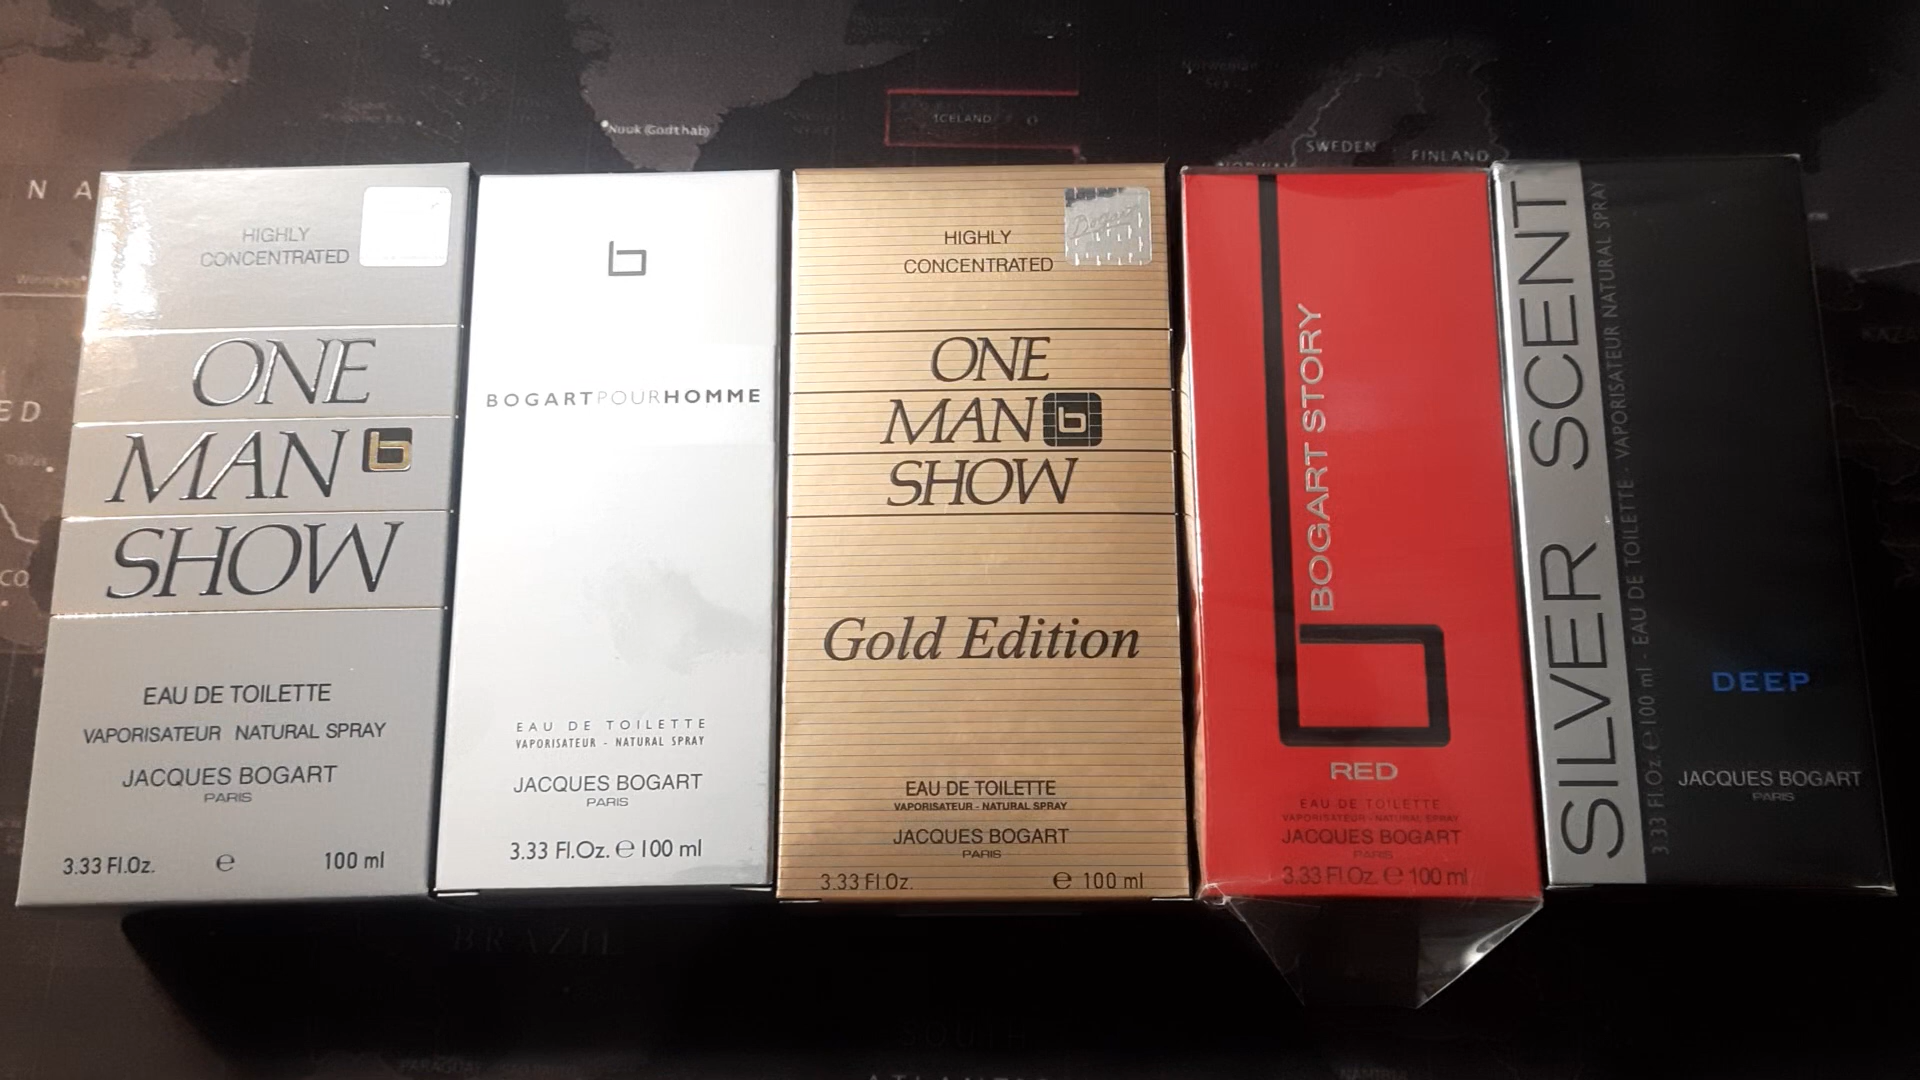 Nuuk (Godthab)
ICELAND
SWEDEN
FINLAND
NORWAY
N A
ED
CO
HIGHLY
CONCENTRATED
ONE
MAN b
SHOW
EAU DE TOILETTE
VAPORISATEUR NATURAL SPRAY
JACQUES BOGART
PARIS
3.33 Fl.Oz. e 100 ml
b
BOGARTPOURHOMME
EAU DE TOILETTE
VAPORISATEUR - NATURAL SPRAY
JACQUES BOGART
PARIS
3.33 Fl.Oz. e 100 ml
HIGHLY
CONCENTRATED
Bogart
ONE
MAN b
SHOW
Gold Edition
EAU DE TOILETTE
VAPORISATEUR - NATURAL SPRAY
JACQUES BOGART
PARIS
3.33 Fl.Oz. e 100 ml
BOGART STORY
RED
EAU DE TOILETTE
VAPORISATEUR - NATURAL SPRAY
JACQUES BOGART
PARIS
3.33 Fl.Oz. e 100 ml
SILVER SCENT
3.33 Fl.Oz. e 100 ml - EAU DE TOILETTE - VAPORISATEUR NATURAL SPRAY
DEEP
JACQUES BOGART
PARIS
BRAZIL